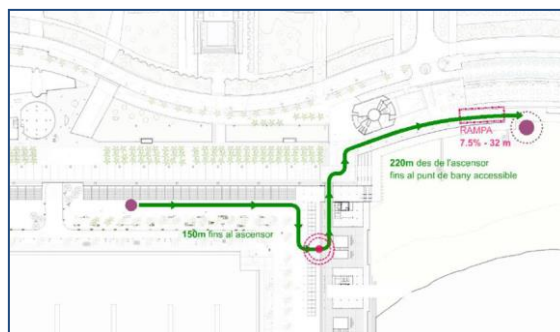 RAMPA
7.5% - 32 m
220m des de l'ascensor
fins al punt de bany accessible
150m fins al ascensor